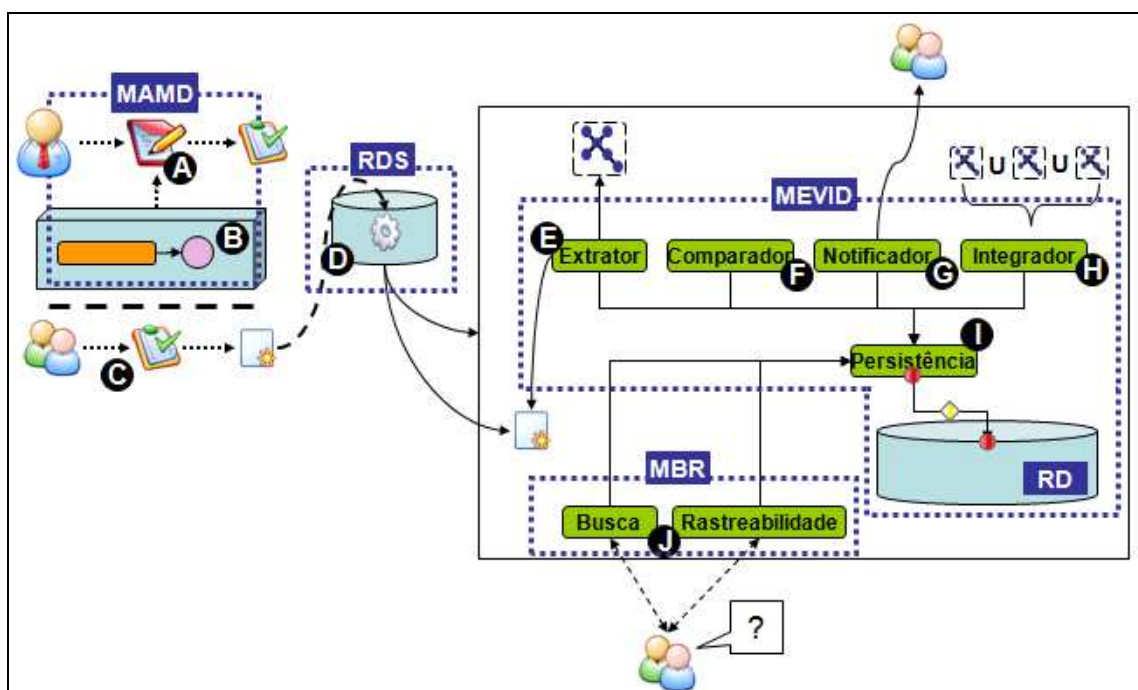 MAMD
A
B
C
RDS
D
U
U
MEVID
E
Extrator
Comparador
F
Notificador
G
Integrador
H
I
Persistência
RD
MBR
Busca
J
Rastreabilidade
?